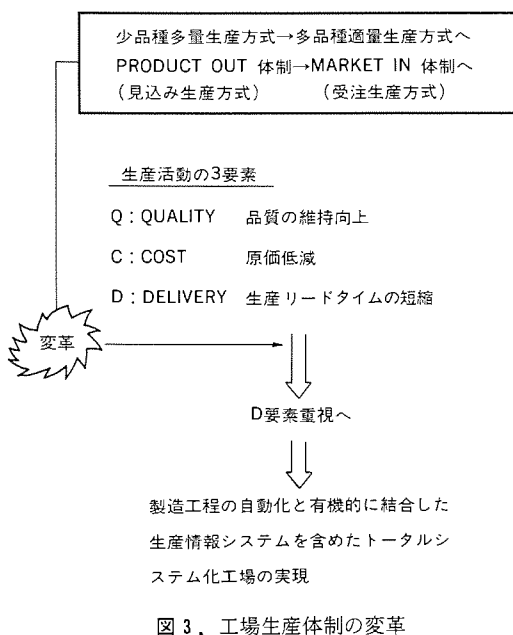 少品種多量生産方式→多品種適量生産方式へ
PRODUCT OUT 体制→MARKET IN 体制へ
(見込み生産方式) (受注生産方式)
生産活動の3要素
Q：QUALITY 品質の維持向上
C：COST 原価低減
D：DELIVERY 生産リードタイムの短縮
変革
D要素重視へ
製造工程の自動化と有機的に結合した
生産情報システムを含めたトータルシ
ステム化工場の実現
図 3． 工場生産体制の変革